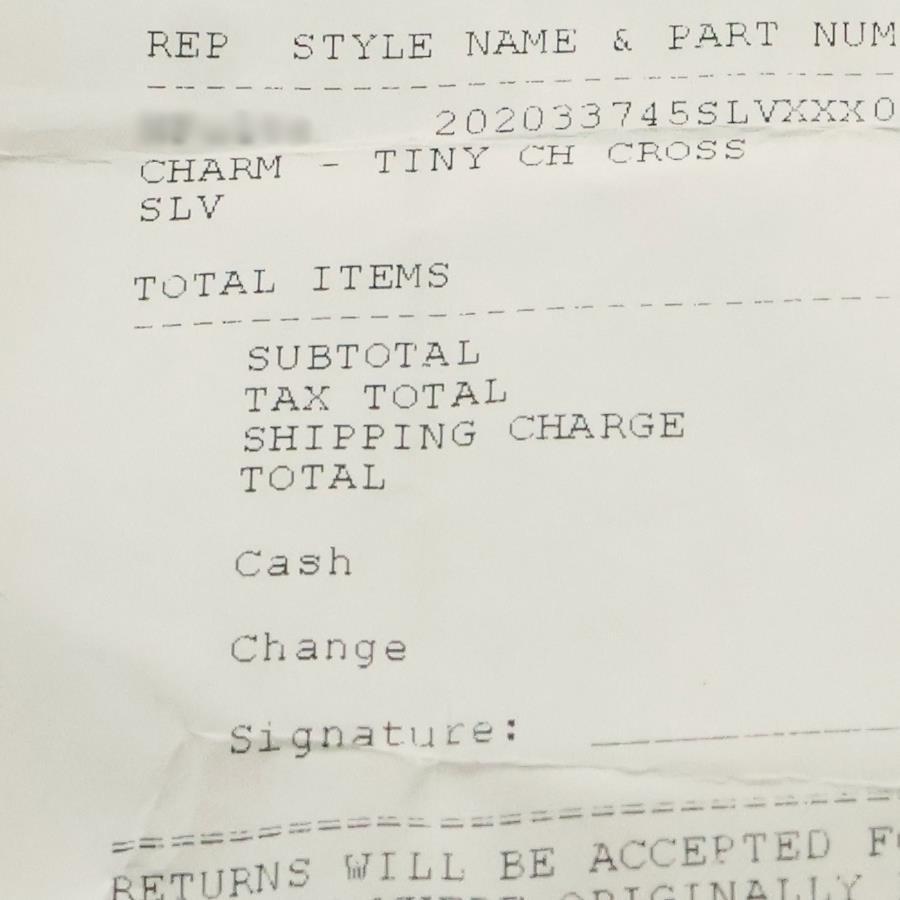 REP STYLE NAME & PART NUM
202033745SLVXXX0
CHARM - TINY CH CROSS
SLV
TOTAL ITEMS
SUBTOTAL
TAX TOTAL
SHIPPING CHARGE
TOTAL
Cash
Change
Signature:
RETURNS WILL BE ACCEPTED F
ORIGINALLY